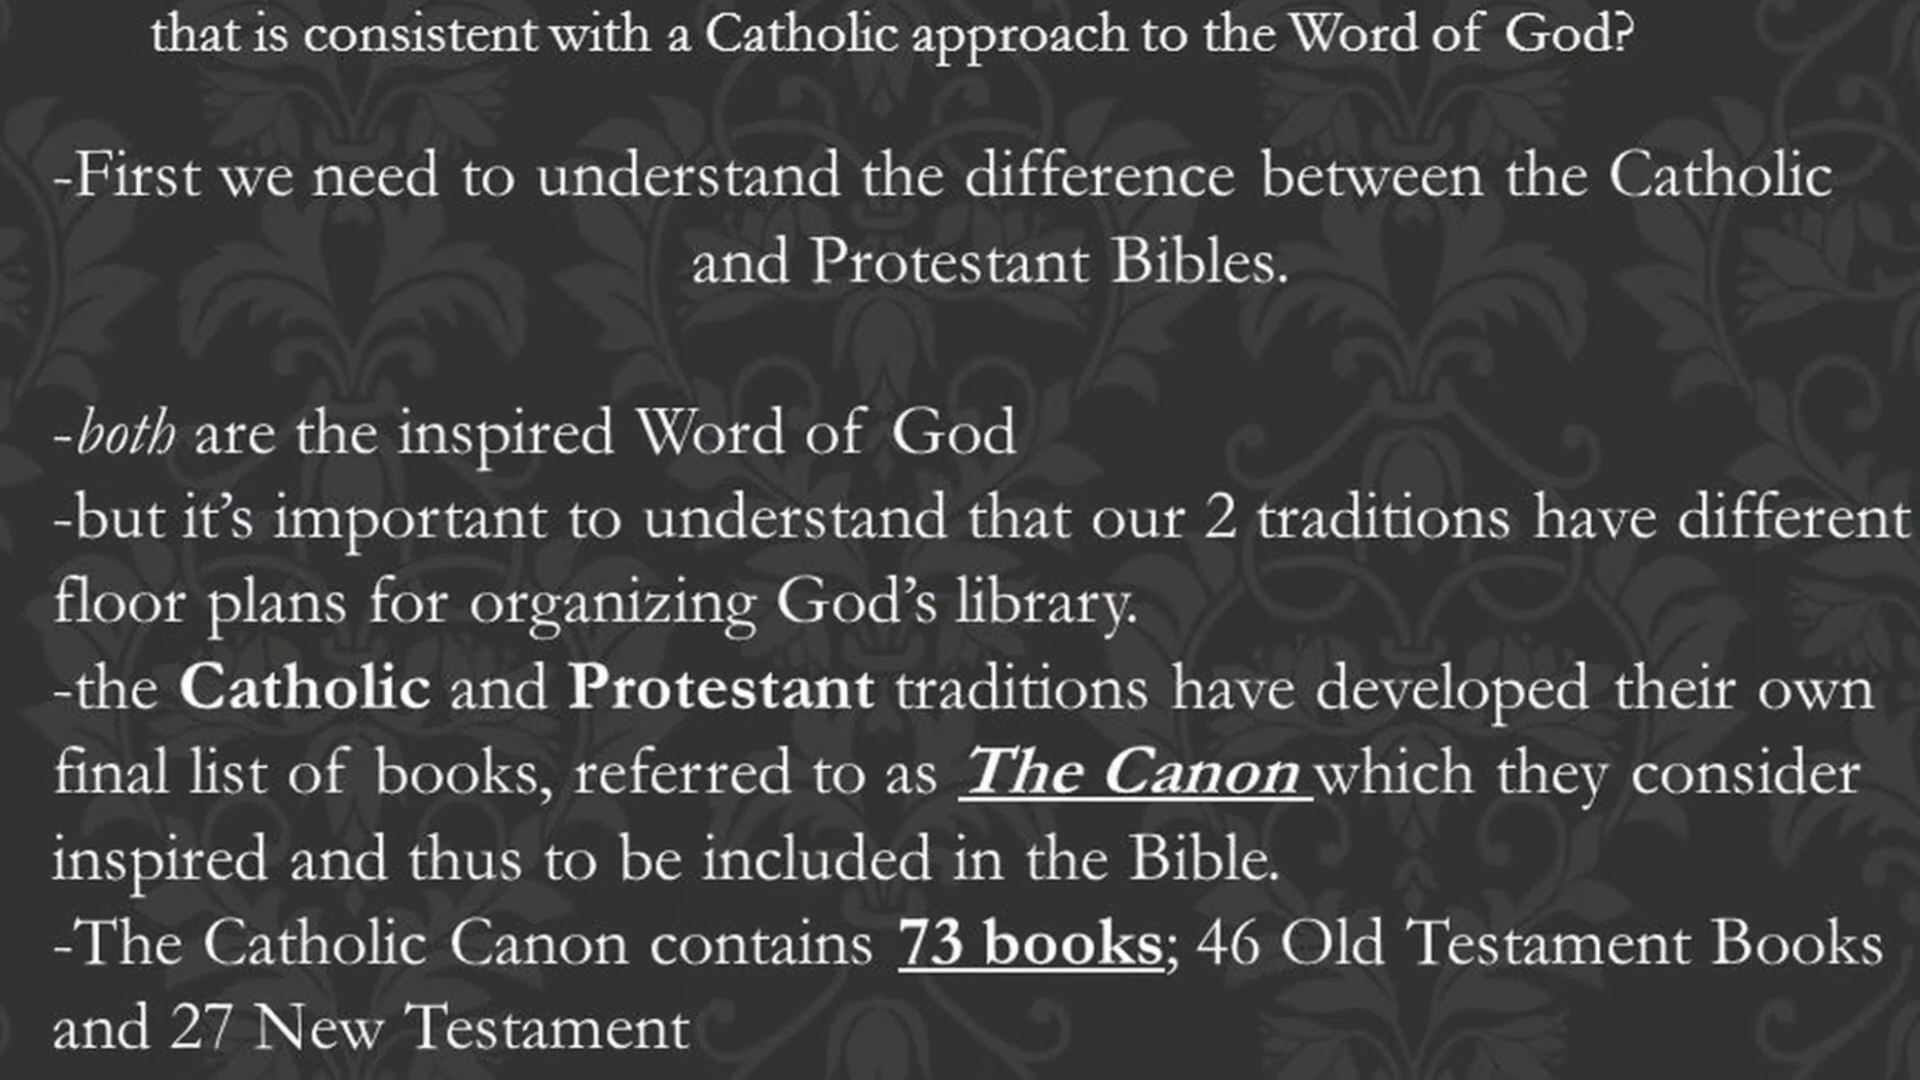 that is consistent with a Catholic approach to the Word of God?
-First we need to understand the difference between the Catholic
and Protestant Bibles.
-both are the inspired Word of God
-but it’s important to understand that our 2 traditions have different
floor plans for organizing God’s library.
-the Catholic and Protestant traditions have developed their own
final list of books, referred to as The Canon which they consider
inspired and thus to be included in the Bible.
-The Catholic Canon contains 73 books; 46 Old Testament Books
and 27 New Testament